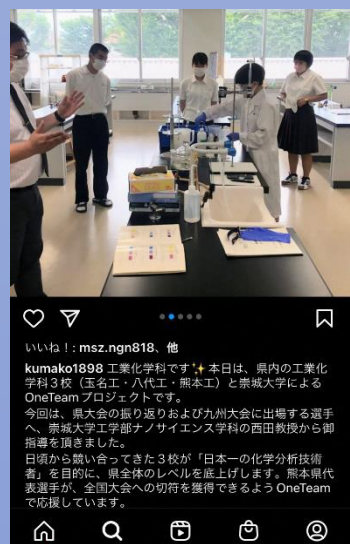 いいね！: msz.ngn818、他
kumako1898 工業化学科です✨ 本日は、県内の工業化
学科３校（玉名工・八代工・熊本工）と崇城大学による
OneTeamプロジェクトです。
今回は、県大会の振り返りおよび九州大会に出場する選手
へ、崇城大学工学部ナノサイエンス学科の西田教授から御
指導を頂きました。
日頃から競い合ってきた３校が「日本一の化学分析技術
者」を目的に、県全体のレベルを底上げします。熊本県代
表選手が、全国大会への切符を獲得できるようOneTeam
で応援しています。